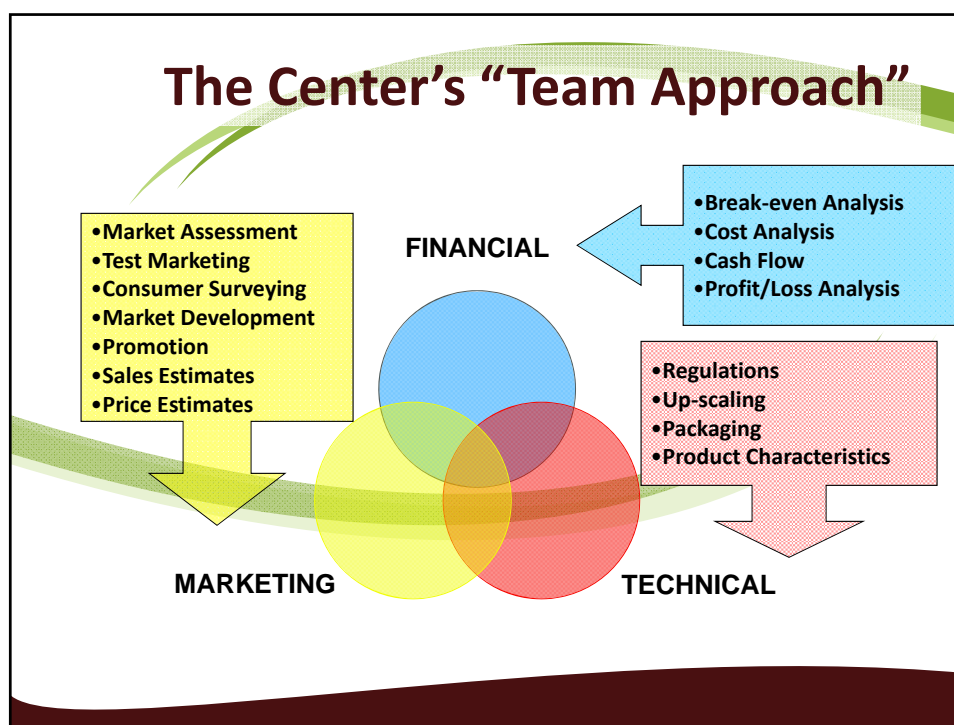 The Center’s “Team Approach”
•Market Assessment
•Test Marketing
•Consumer Surveying
•Market Development
•Promotion
•Sales Estimates
•Price Estimates
FINANCIAL
•Break-even Analysis
•Cost Analysis
•Cash Flow
•Profit/Loss Analysis
•Regulations
•Up-scaling
•Packaging
•Product Characteristics
MARKETING
TECHNICAL